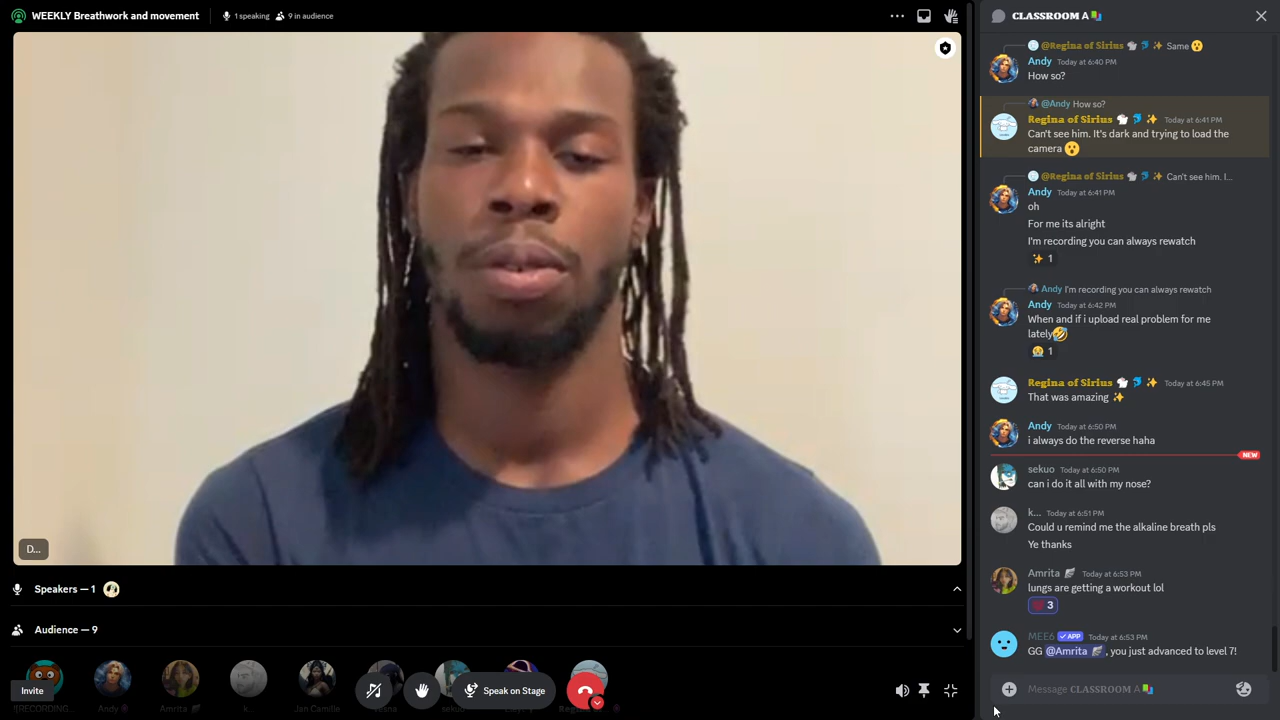 WEEKLY Breathwork and movement
1 speaking
9 in audience
D...
Speakers — 1
Audience — 9
Invite
Andy
Amrita
k...
Jan Camille
sekuo
Speak on Stage
CLASSROOM A
@Regina of Sirius Same
Andy Today at 6:40 PM
How so?
@Andy How so?
Regina of Sirius Today at 6:41 PM
Can't see him. It's dark and trying to load the
camera
@Regina of Sirius Can't see him. I...
Andy Today at 6:41 PM
oh
For me its alright
I'm recording you can always rewatch
1
Andy I'm recording you can always rewatch
Andy Today at 6:42 PM
When and if i upload real problem for me
lately
1
Regina of Sirius Today at 6:45 PM
That was amazing
Andy Today at 6:50 PM
i always do the reverse haha
NEW
sekuo Today at 6:50 PM
can i do it all with my nose?
k... Today at 6:51 PM
Could u remind me the alkaline breath pls
Ye thanks
Amrita Today at 6:53 PM
lungs are getting a workout lol
3
MEE6 APP Today at 6:53 PM
GG @Amrita , you just advanced to level 7!
Message CLASSROOM A